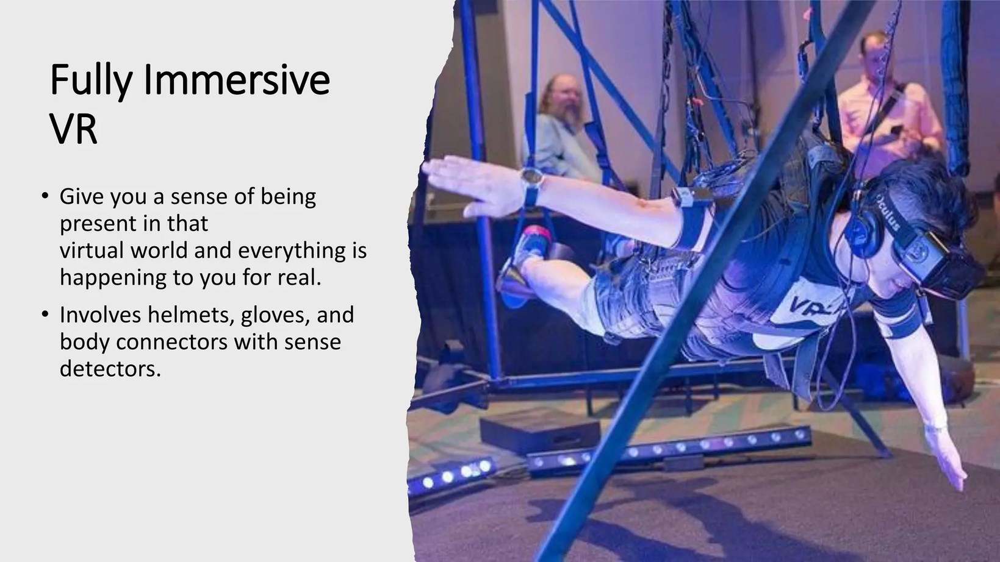 Fully Immersive
VR
• Give you a sense of being
present in that
virtual world and everything is
happening to you for real.
• Involves helmets, gloves, and
body connectors with sense
detectors.
Oculus